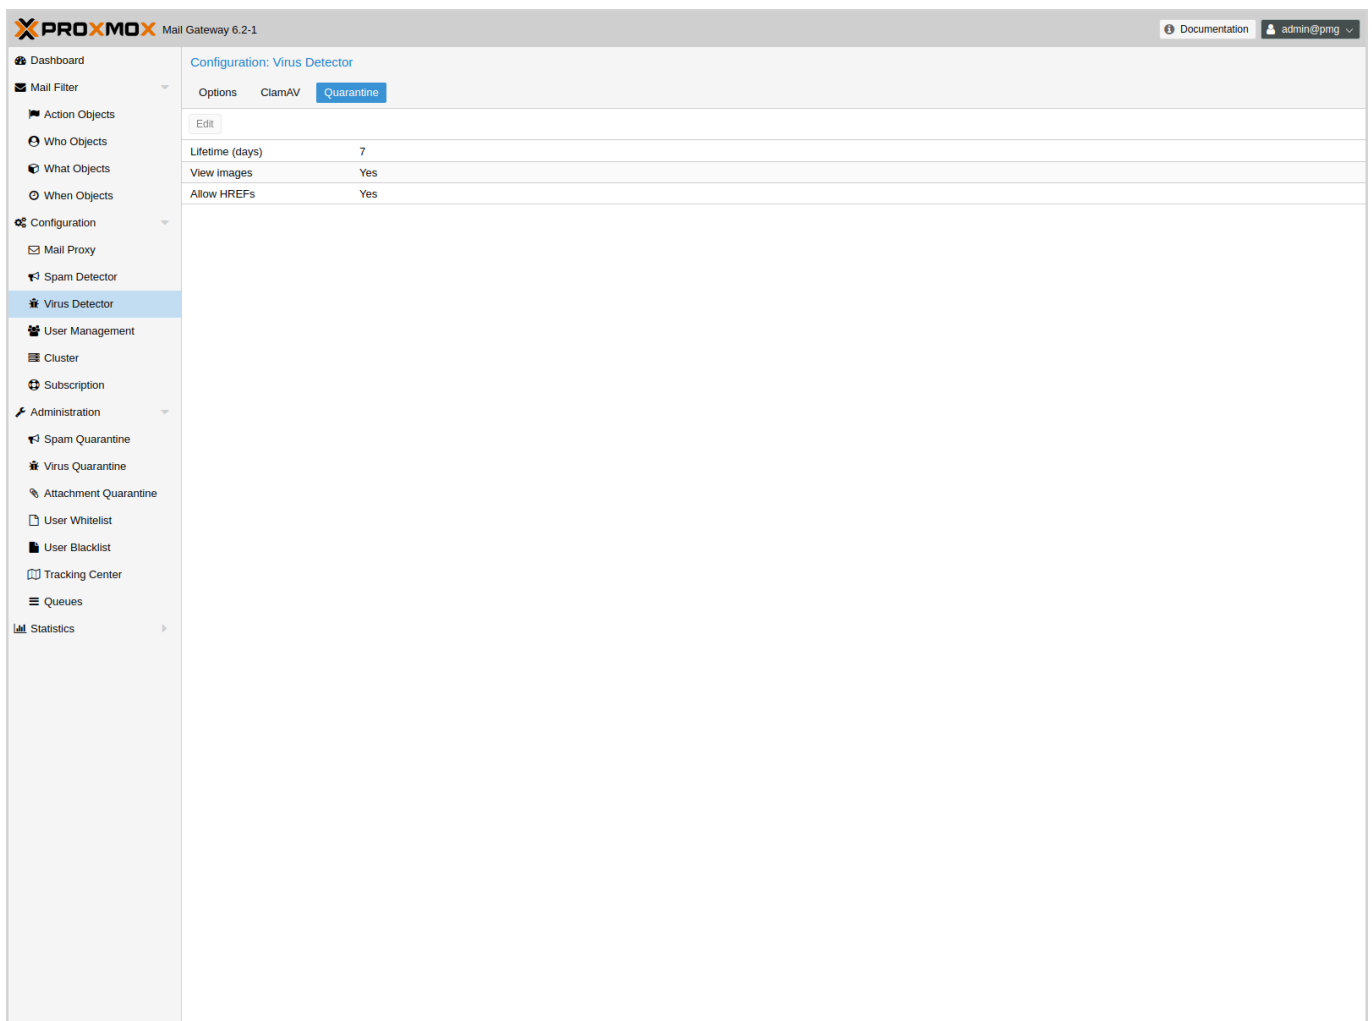 PROXMOX Mail Gateway 6.2-1
Documentation
admin@pmg
Dashboard
Mail Filter
Action Objects
Who Objects
What Objects
When Objects
Configuration
Mail Proxy
Spam Detector
Virus Detector
User Management
Cluster
Subscription
Administration
Spam Quarantine
Virus Quarantine
Attachment Quarantine
User Whitelist
User Blacklist
Tracking Center
Queues
Statistics
Configuration: Virus Detector
Options ClamAV Quarantine
Edit
Lifetime (days) 7
View images Yes
Allow HREFs Yes